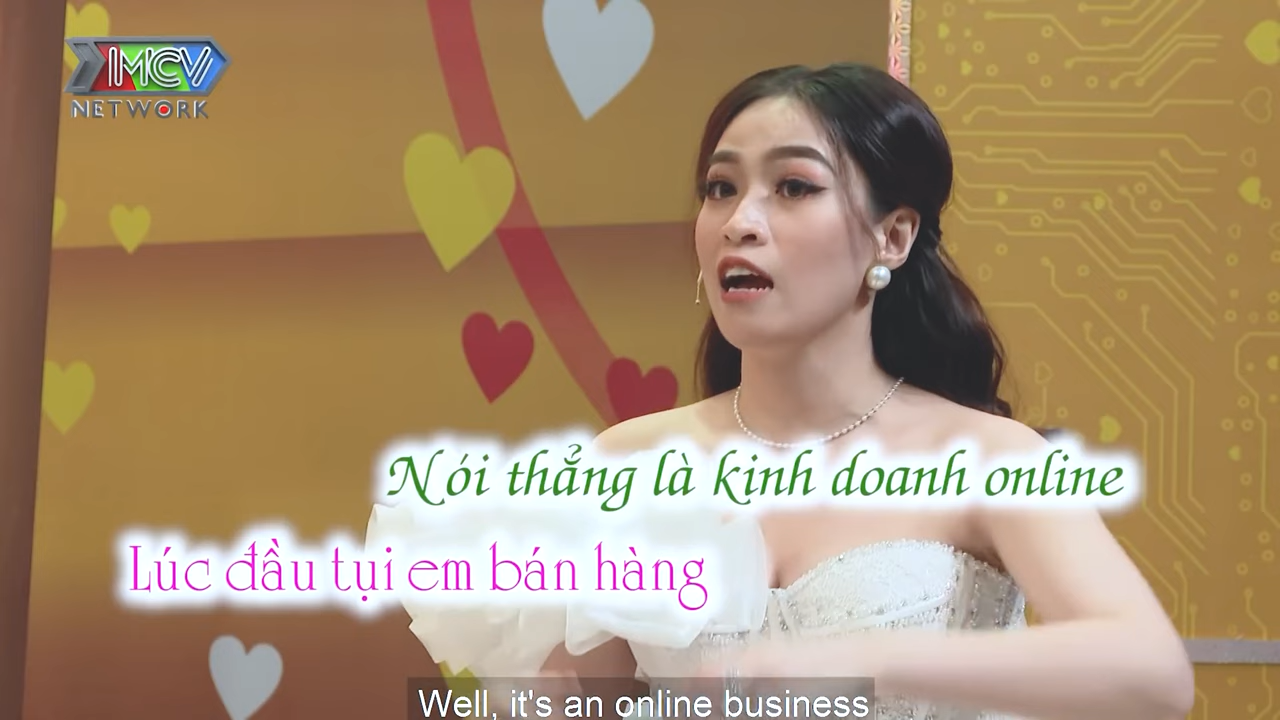 MCV
NETWORK
Nói thẳng là kinh doanh online
Lúc đầu tụi em bán hàng
Well, it's an online business